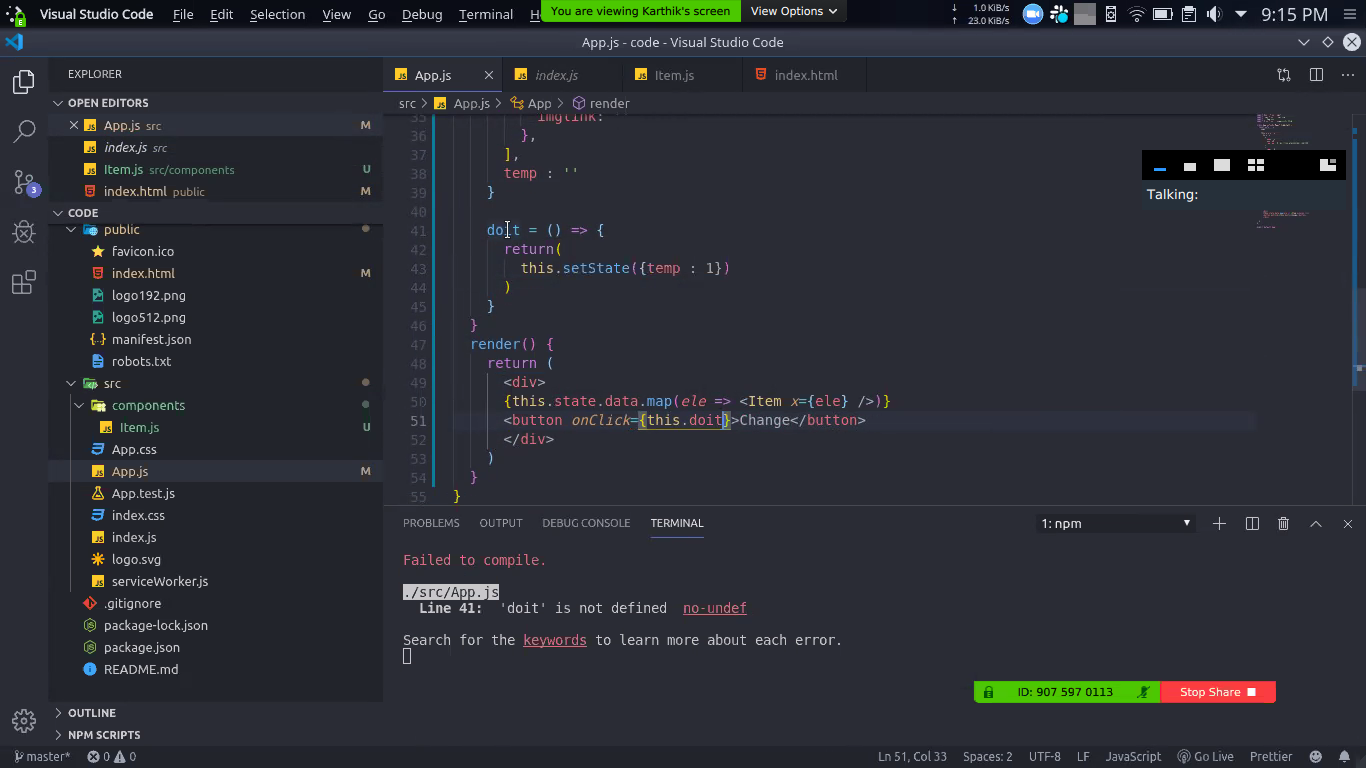 Visual Studio Code File Edit Selection View Go Debug Terminal H
You are viewing Karthik's screen View Options
1.0 KiB/s
23.0 KiB/s
9:15 PM
App.js - code - Visual Studio Code
EXPLORER
App.js
index.js
Item.js
index.html
OPEN EDITORS
App.js src M
index.js src
Item.js src/components U
index.html public M
CODE
public
favicon.ico
index.html M
logo192.png
logo512.png
manifest.json
robots.txt
src
components
Item.js U
App.css
App.js M
App.test.js
index.css
index.js
logo.svg
serviceWorker.js
.gitignore
package-lock.json
package.json
README.md
OUTLINE
NPM SCRIPTS
src > App.js > App > render
35 imglink: ''
36 },
37 ],
38 temp : ''
39 }
40
41 doit = () => {
42 return(
43 this.setState({temp : 1})
44 )
45 }
46 }
47 render() {
48 return (
49 <div>
50 {this.state.data.map(ele => <Item x={ele} />)}
51 <button onClick={this.doit}>Change</button>
52 </div>
53 )
54 }
55 }
Talking:
PROBLEMS OUTPUT DEBUG CONSOLE TERMINAL 1: npm
Failed to compile.
./src/App.js
Line 41: 'doit' is not defined no-undef
Search for the keywords to learn more about each error.
ID: 907 597 0113 Stop Share
3
master* 0 0 Ln 51, Col 33 Spaces: 2 UTF-8 LF JavaScript Go Live Prettier